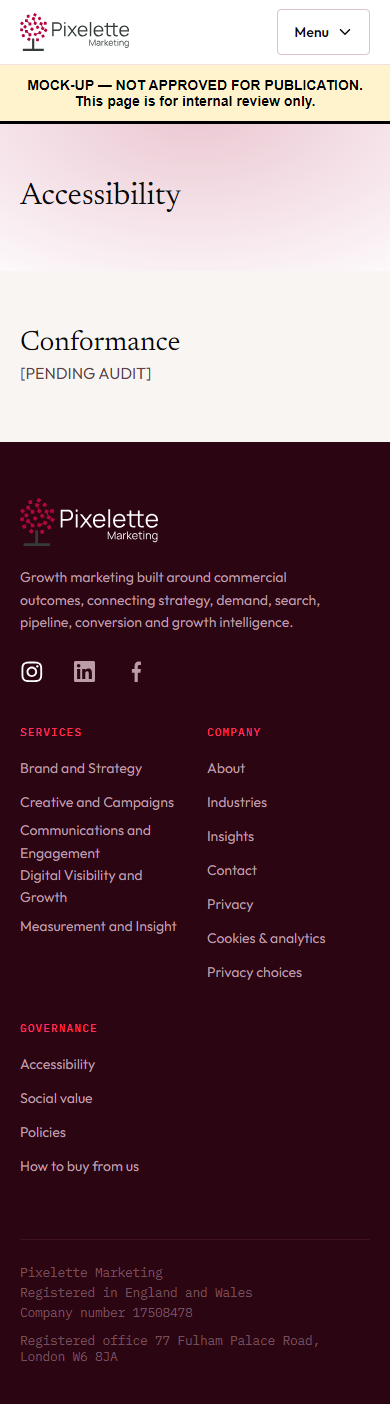 Pixelette
Marketing
Menu
MOCK-UP — NOT APPROVED FOR PUBLICATION.
This page is for internal review only.
Accessibility
Conformance
[PENDING AUDIT]
Pixelette
Marketing
Growth marketing built around commercial
outcomes, connecting strategy, demand, search,
pipeline, conversion and growth intelligence.
SERVICES
Brand and Strategy
Creative and Campaigns
Communications and
Engagement
Digital Visibility and
Growth
Measurement and Insight
COMPANY
About
Industries
Insights
Contact
Privacy
Cookies & analytics
Privacy choices
GOVERNANCE
Accessibility
Social value
Policies
How to buy from us
Pixelette Marketing
Registered in England and Wales
Company number 17508478
Registered office 77 Fulham Palace Road,
London W6 8JA